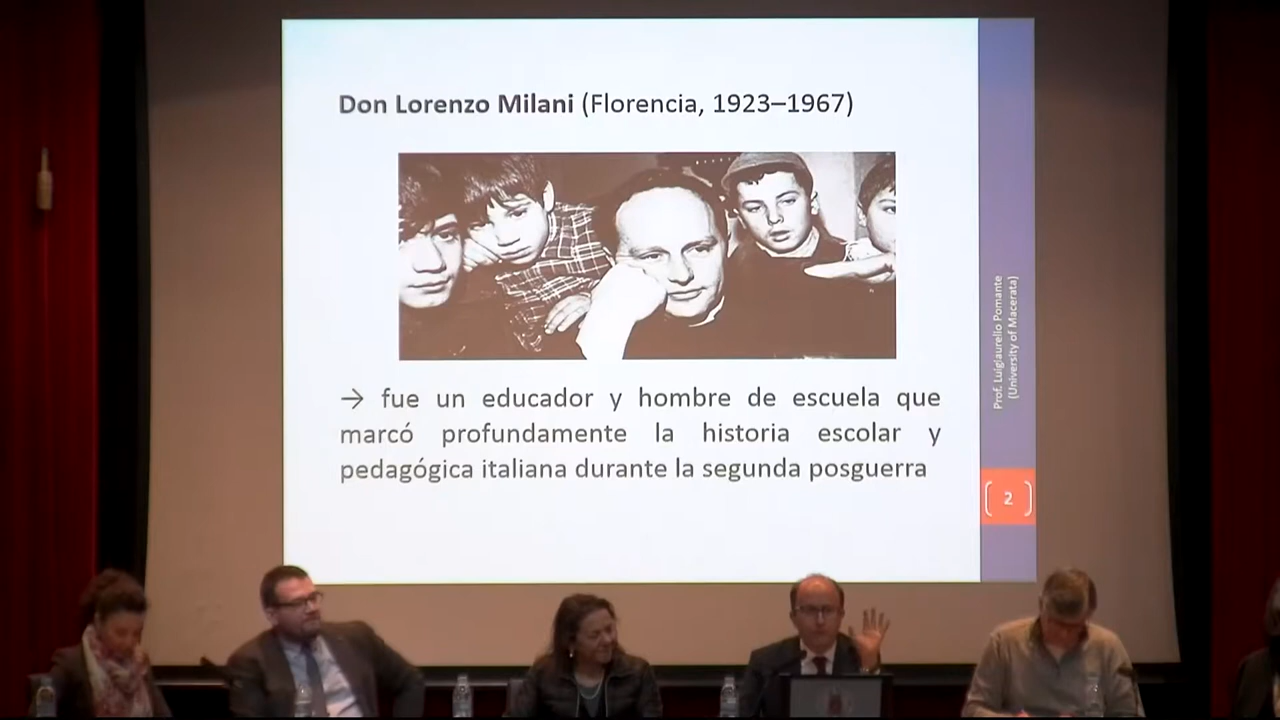 Don Lorenzo Milani (Florencia, 1923–1967)
→ fue un educador y hombre de escuela que
marcó profundamente la historia escolar y
pedagógica italiana durante la segunda posguerra
Prof. Luigiaurelio Pomante
(University of Macerata)
2